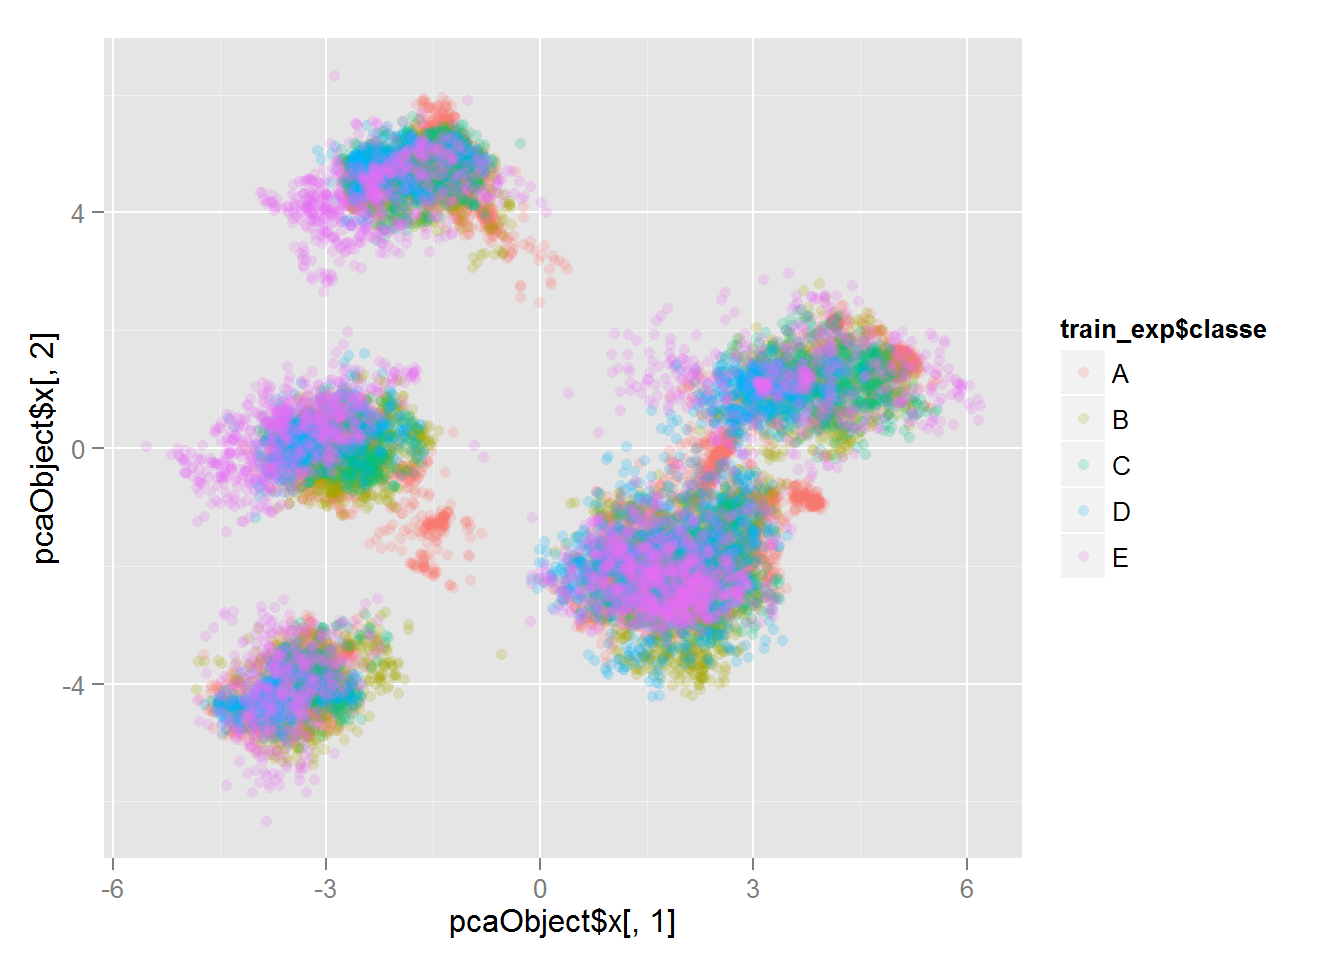 4
0
-4
-6
-3
0
3
6
pcaObject$x[, 2]
pcaObject$x[, 1]
train_exp$classe
A
B
C
D
E